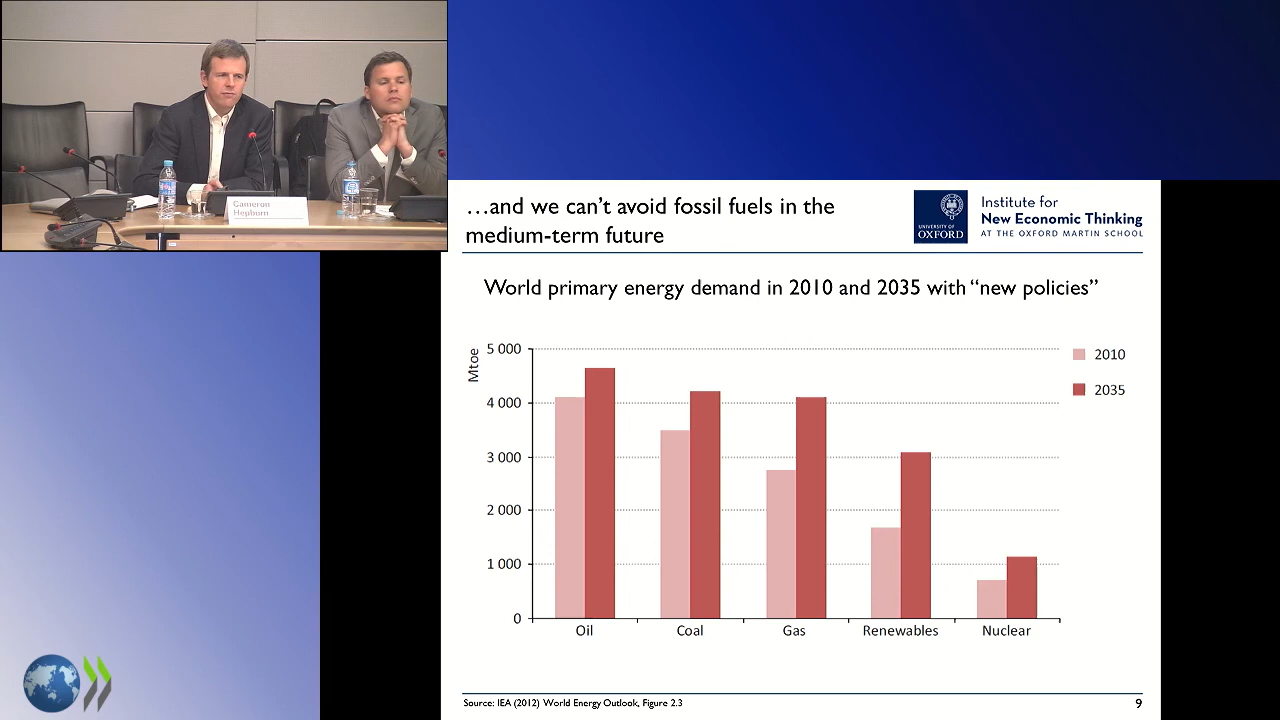 Cameron
Hepburn
…and we can’t avoid fossil fuels in the
medium-term future
UNIVERSITY OF
OXFORD
Institute for
New Economic Thinking
AT THE OXFORD MARTIN SCHOOL
World primary energy demand in 2010 and 2035 with “new policies”
Mtoe
5 000
4 000
3 000
2 000
1 000
0
Oil
Coal
Gas
Renewables
Nuclear
2010
2035
Source: IEA (2012) World Energy Outlook, Figure 2.3
9